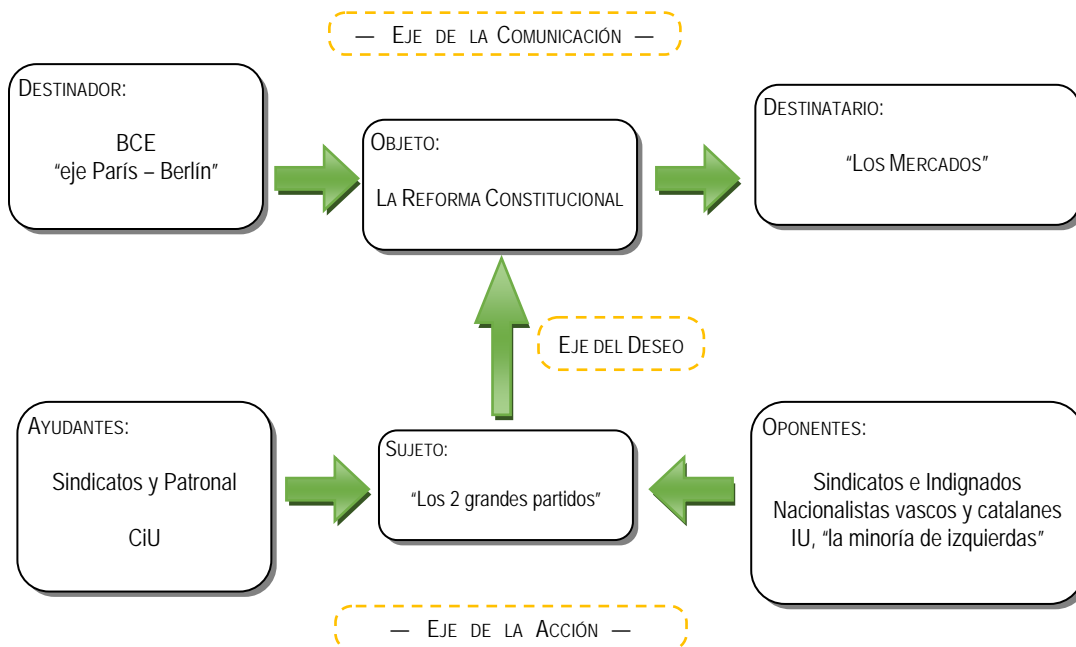 — EJE DE LA COMUNICACIÓN —
DESTINADOR:
BCE
“eje París – Berlín”
OBJETO:
LA REFORMA CONSTITUCIONAL
DESTINATARIO:
“LOS MERCADOS”
EJE DEL DESEO
AYUDANTES:
Sindicatos y Patronal
CiU
SUJETO:
“Los 2 grandes partidos”
OPONENTES:
Sindicatos e Indignados
Nacionalistas vascos y catalanes
IU, “la minoría de izquierdas”
— EJE DE LA ACCIÓN —